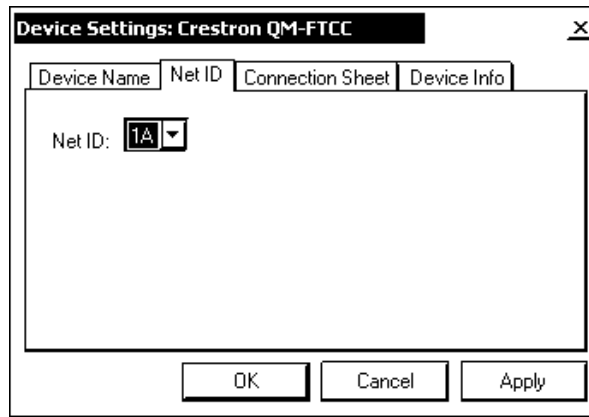 Device Settings: Crestron QM-FTCC
Device Name Net ID Connection Sheet Device Info
Net ID: 1A
OK Cancel Apply